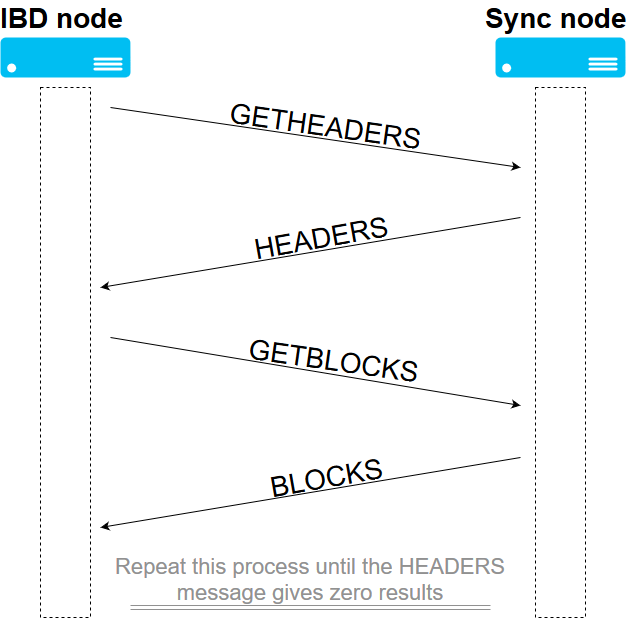 IBD node
Sync node
GETHEADERS
HEADERS
GETBLOCKS
BLOCKS
Repeat this process until the HEADERS
message gives zero results